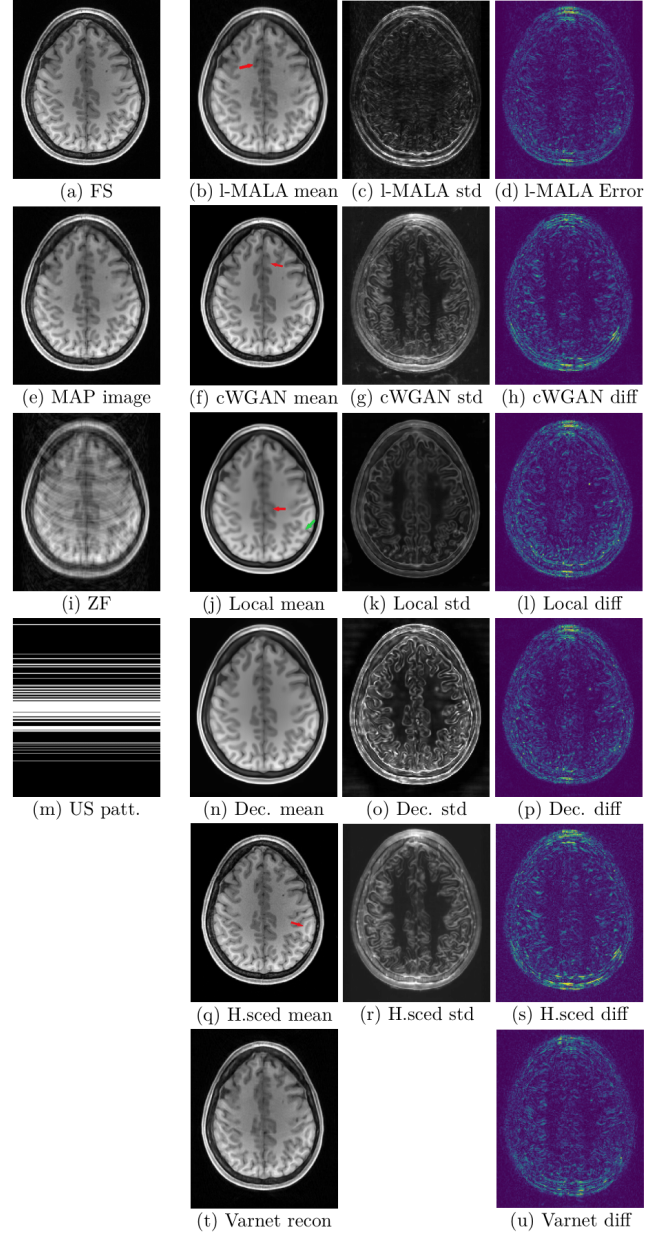 (a) FS
(b) l-MALA mean
(c) l-MALA std
(d) l-MALA Error
(e) MAP image
(f) cWGAN mean
(g) cWGAN std
(h) cWGAN diff
(i) ZF
(j) Local mean
(k) Local std
(l) Local diff
(m) US patt.
(n) Dec. mean
(o) Dec. std
(p) Dec. diff
(q) H.sced mean
(r) H.sced std
(s) H.sced diff
(t) Varnet recon
(u) Varnet diff